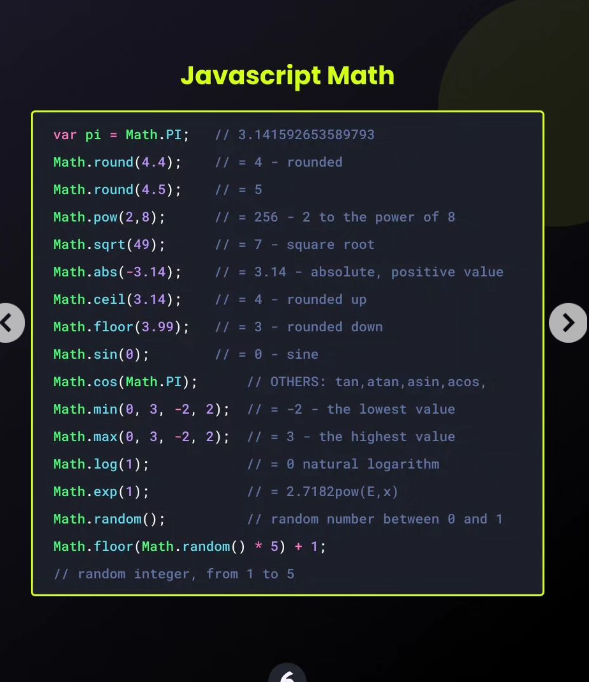 Javascript Math
var pi = Math.PI;   // 3.141592653589793
Math.round(4.4);    // = 4 - rounded
Math.round(4.5);    // = 5
Math.pow(2,8);      // = 256 - 2 to the power of 8
Math.sqrt(49);      // = 7 - square root
Math.abs(-3.14);    // = 3.14 - absolute, positive value
Math.ceil(3.14);    // = 4 - rounded up
Math.floor(3.99);   // = 3 - rounded down
Math.sin(0);        // = 0 - sine
Math.cos(Math.PI);      // OTHERS: tan,atan,asin,acos,
Math.min(0, 3, -2, 2);  // = -2 - the lowest value
Math.max(0, 3, -2, 2);  // = 3 - the highest value
Math.log(1);            // = 0 natural logarithm
Math.exp(1);            // = 2.7182pow(E,x)
Math.random();          // random number between 0 and 1
Math.floor(Math.random() * 5) + 1;
// random integer, from 1 to 5